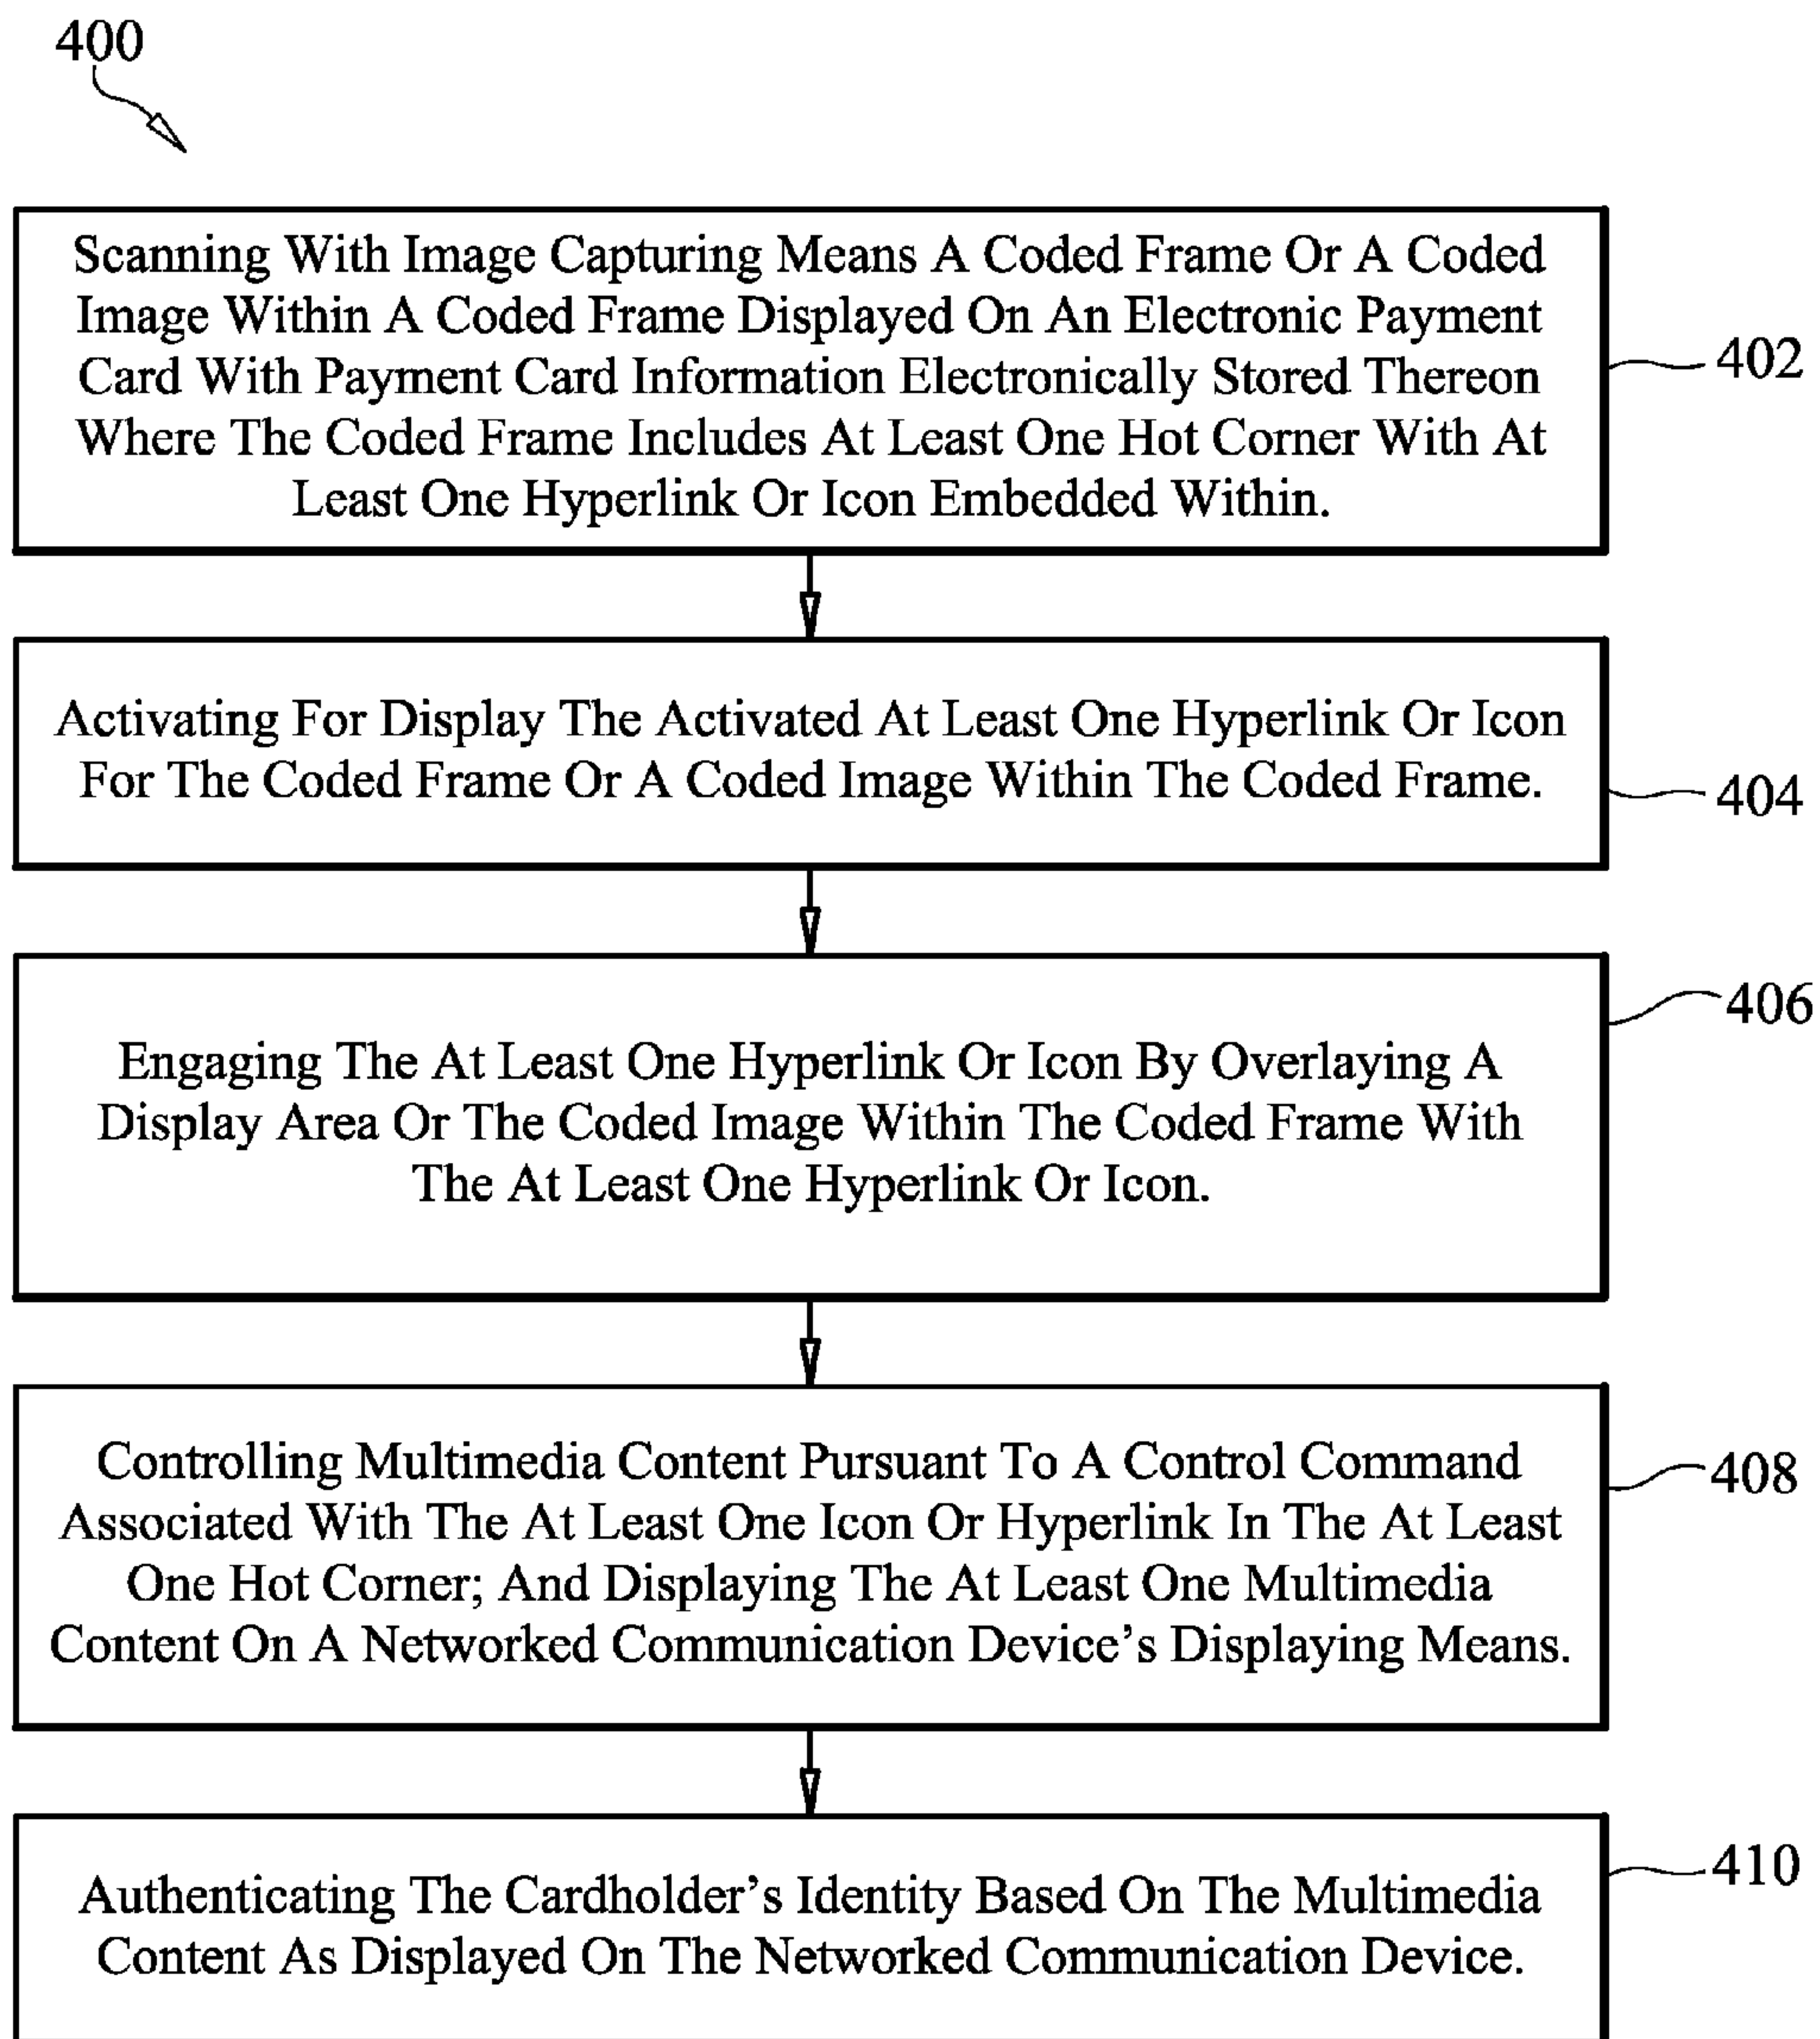 400
Scanning With Image Capturing Means A Coded Frame Or A Coded
Image Within A Coded Frame Displayed On An Electronic Payment
Card With Payment Card Information Electronically Stored Thereon
Where The Coded Frame Includes At Least One Hot Corner With At
Least One Hyperlink Or Icon Embedded Within.
402
Activating For Display The Activated At Least One Hyperlink Or Icon
For The Coded Frame Or A Coded Image Within The Coded Frame.
404
Engaging The At Least One Hyperlink Or Icon By Overlaying A
Display Area Or The Coded Image Within The Coded Frame With
The At Least One Hyperlink Or Icon.
406
Controlling Multimedia Content Pursuant To A Control Command
Associated With The At Least One Icon Or Hyperlink In The At Least
One Hot Corner; And Displaying The At Least One Multimedia
Content On A Networked Communication Device’s Displaying Means.
408
Authenticating The Cardholder’s Identity Based On The Multimedia
Content As Displayed On The Networked Communication Device.
410